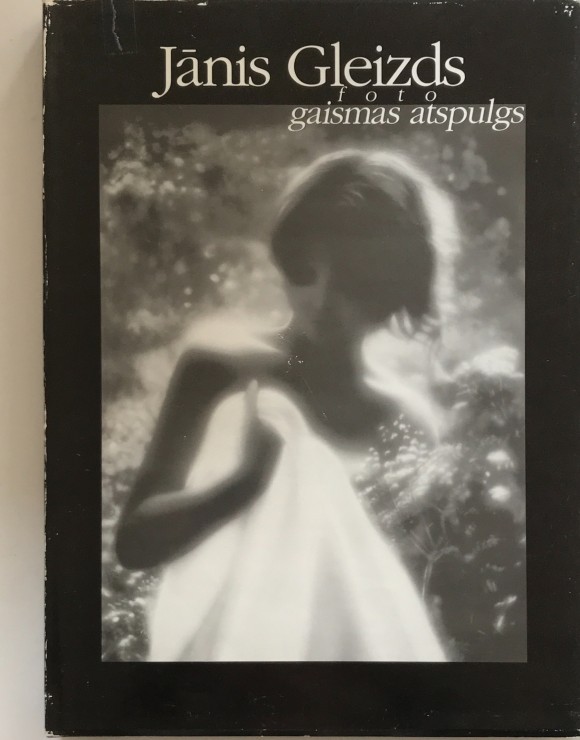 Jānis Gleizds
foto
gaismas atspulgs